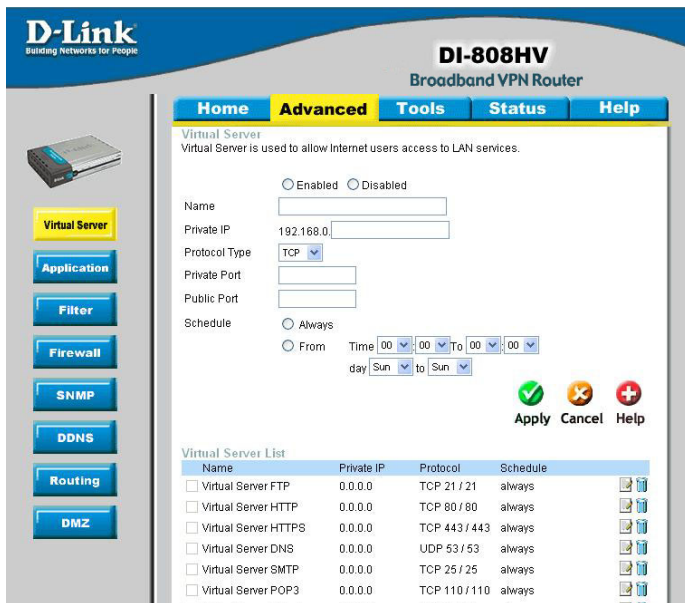 D-Link
Building Networks for People
DI-808HV
Broadband VPN Router
Home Advanced Tools Status Help
Virtual Server
Virtual Server is used to allow Internet users access to LAN services.
Enabled Disabled
Name
Private IP 192.168.0.
Protocol Type TCP
Private Port
Public Port
Schedule Always
From Time 00 : 00 To 00 : 00
day Sun to Sun
Apply Cancel Help
Virtual Server
Application
Filter
Firewall
SNMP
DDNS
Routing
DMZ
Virtual Server List
Name Private IP Protocol Schedule
Virtual Server FTP 0.0.0.0 TCP 21 / 21 always
Virtual Server HTTP 0.0.0.0 TCP 80 / 80 always
Virtual Server HTTPS 0.0.0.0 TCP 443 / 443 always
Virtual Server DNS 0.0.0.0 UDP 53 / 53 always
Virtual Server SMTP 0.0.0.0 TCP 25 / 25 always
Virtual Server POP3 0.0.0.0 TCP 110 / 110 always